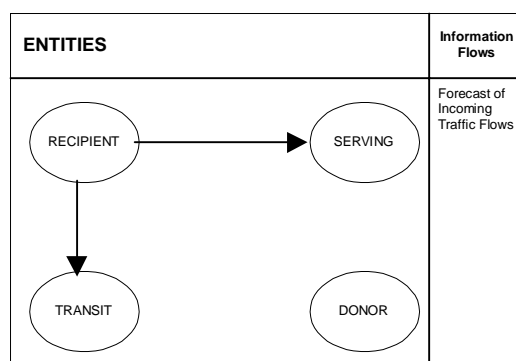 ENTITIES
Information
Flows
Forecast of
Incoming
Traffic Flows
RECIPIENT
SERVING
TRANSIT
DONOR